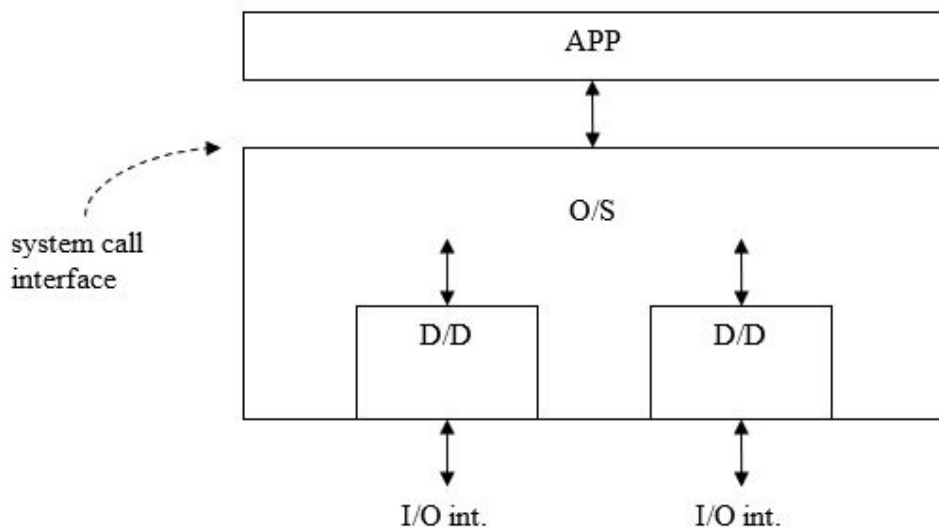 APP
O/S
system call
interface
D/D
D/D
I/O int.
I/O int.